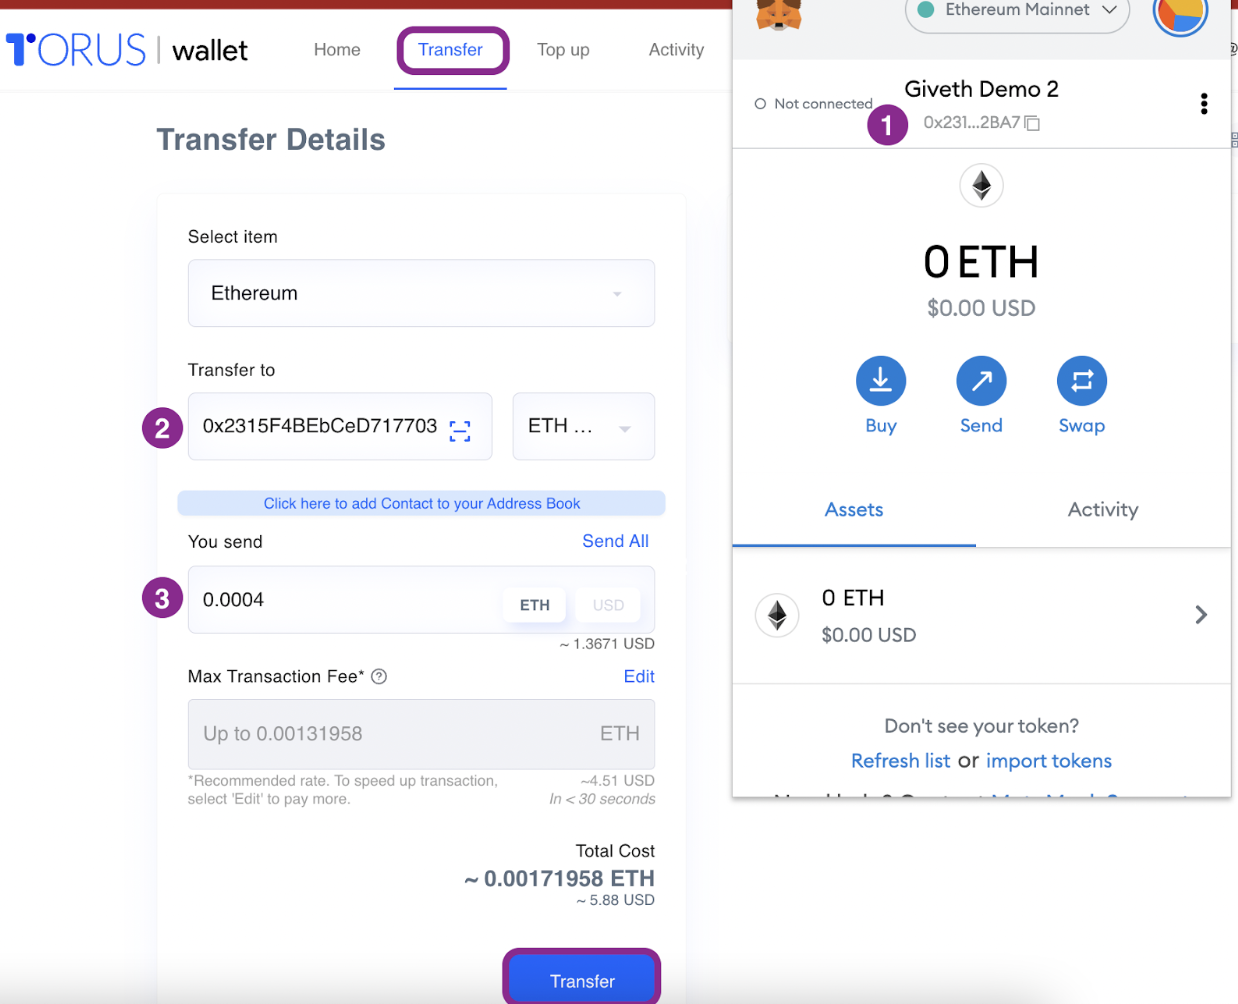 TORUS | wallet
Home
Transfer
Top up
Activity
Transfer Details
Select item
Ethereum
Transfer to
2
0x2315F4BEbCeD717703
ETH ...
Click here to add Contact to your Address Book
You send
Send All
3
0.0004
ETH
USD
~ 1.3671 USD
Max Transaction Fee*
Edit
Up to 0.00131958
ETH
*Recommended rate. To speed up transaction,
select 'Edit' to pay more.
~4.51 USD
In < 30 seconds
Total Cost
~ 0.00171958 ETH
~ 5.88 USD
Transfer
Ethereum Mainnet
Not connected
Giveth Demo 2
1
0x231...2BA7
0 ETH
$0.00 USD
Buy
Send
Swap
Assets
Activity
0 ETH
$0.00 USD
Don't see your token?
Refresh list or import tokens